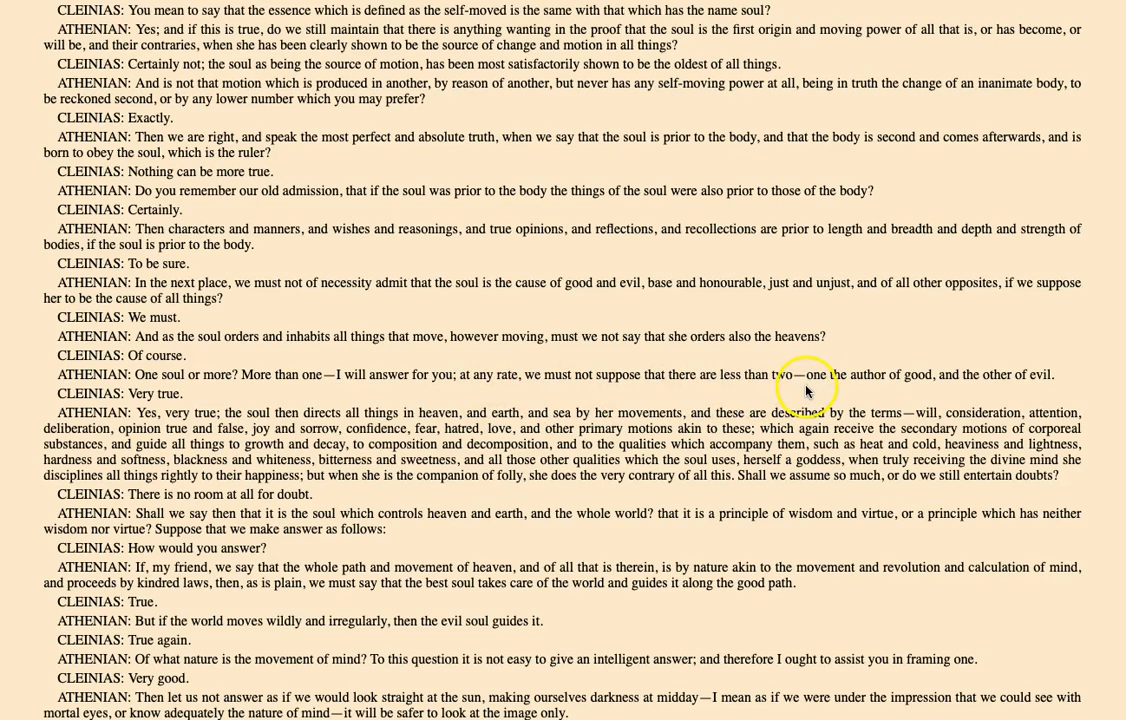 CLEINIAS: You mean to say that the essence which is defined as the self-moved is the same with that which has the name soul?
ATHENIAN: Yes; and if this is true, do we still maintain that there is anything wanting in the proof that the soul is the first origin and moving power of all that is, or has become, or
will be, and their contraries, when she has been clearly shown to be the source of change and motion in all things?
CLEINIAS: Certainly not; the soul as being the source of motion, has been most satisfactorily shown to be the oldest of all things.
ATHENIAN: And is not that motion which is produced in another, by reason of another, but never has any self-moving power at all, being in truth the change of an inanimate body, to
be reckoned second, or by any lower number which you may prefer?
CLEINIAS: Exactly.
ATHENIAN: Then we are right, and speak the most perfect and absolute truth, when we say that the soul is prior to the body, and that the body is second and comes afterwards, and is
born to obey the soul, which is the ruler?
CLEINIAS: Nothing can be more true.
ATHENIAN: Do you remember our old admission, that if the soul was prior to the body the things of the soul were also prior to those of the body?
CLEINIAS: Certainly.
ATHENIAN: Then characters and manners, and wishes and reasonings, and true opinions, and reflections, and recollections are prior to length and breadth and depth and strength of
bodies, if the soul is prior to the body.
CLEINIAS: To be sure.
ATHENIAN: In the next place, we must not of necessity admit that the soul is the cause of good and evil, base and honourable, just and unjust, and of all other opposites, if we suppose
her to be the cause of all things?
CLEINIAS: We must.
ATHENIAN: And as the soul orders and inhabits all things that move, however moving, must we not say that she orders also the heavens?
CLEINIAS: Of course.
ATHENIAN: One soul or more? More than one—I will answer for you; at any rate, we must not suppose that there are less than two—one the author of good, and the other of evil.
CLEINIAS: Very true.
ATHENIAN: Yes, very true; the soul then directs all things in heaven, and earth, and sea by her movements, and these are described by the terms—will, consideration, attention,
deliberation, opinion true and false, joy and sorrow, confidence, fear, hatred, love, and other primary motions akin to these; which again receive the secondary motions of corporeal
substances, and guide all things to growth and decay, to composition and decomposition, and to the qualities which accompany them, such as heat and cold, heaviness and lightness,
hardness and softness, blackness and whiteness, bitterness and sweetness, and all those other qualities which the soul uses, herself a goddess, when truly receiving the divine mind she
disciplines all things rightly to their happiness; but when she is the companion of folly, she does the very contrary of all this. Shall we assume so much, or do we still entertain doubts?
CLEINIAS: There is no room at all for doubt.
ATHENIAN: Shall we say then that it is the soul which controls heaven and earth, and the whole world? that it is a principle of wisdom and virtue, or a principle which has neither
wisdom nor virtue? Suppose that we make answer as follows:
CLEINIAS: How would you answer?
ATHENIAN: If, my friend, we say that the whole path and movement of heaven, and of all that is therein, is by nature akin to the movement and revolution and calculation of mind,
and proceeds by kindred laws, then, as is plain, we must say that the best soul takes care of the world and guides it along the good path.
CLEINIAS: True.
ATHENIAN: But if the world moves wildly and irregularly, then the evil soul guides it.
CLEINIAS: True again.
ATHENIAN: Of what nature is the movement of mind? To this question it is not easy to give an intelligent answer; and therefore I ought to assist you in framing one.
CLEINIAS: Very good.
ATHENIAN: Then let us not answer as if we would look straight at the sun, making ourselves darkness at midday—I mean as if we were under the impression that we could see with
mortal eyes, or know adequately the nature of mind—it will be safer to look at the image only.